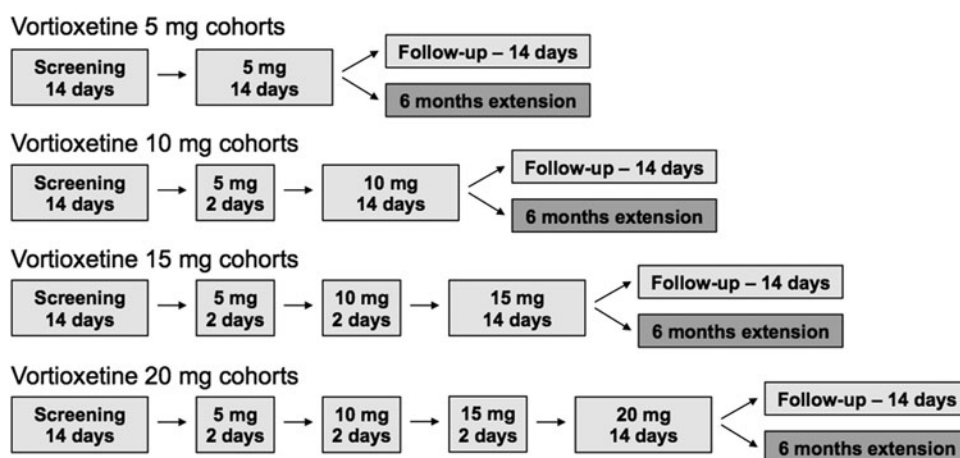 Vortioxetine 5 mg cohorts
Screening
14 days
5 mg
14 days
Follow-up – 14 days
6 months extension
Vortioxetine 10 mg cohorts
Screening
14 days
5 mg
2 days
10 mg
14 days
Follow-up – 14 days
6 months extension
Vortioxetine 15 mg cohorts
Screening
14 days
5 mg
2 days
10 mg
2 days
15 mg
14 days
Follow-up – 14 days
6 months extension
Vortioxetine 20 mg cohorts
Screening
14 days
5 mg
2 days
10 mg
2 days
15 mg
2 days
20 mg
14 days
Follow-up – 14 days
6 months extension